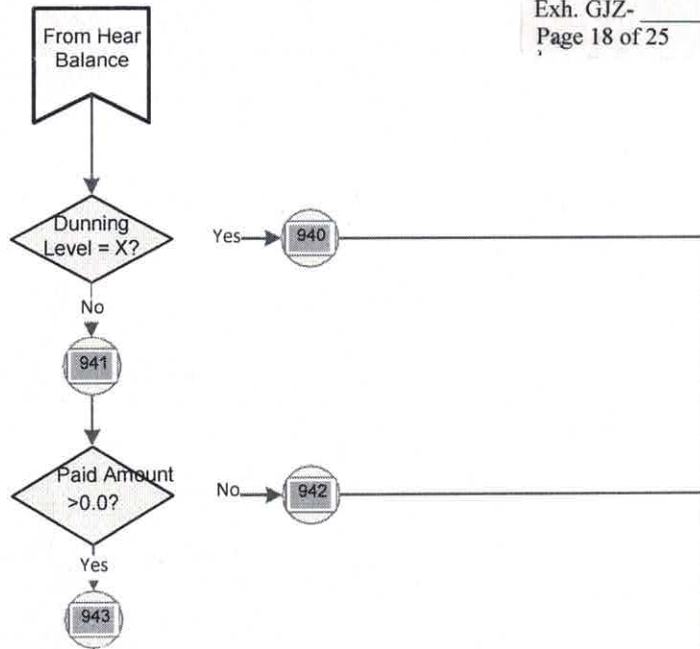 Exh. GJZ-
Page 18 of 25
From Hear
Balance
Dunning
Level = X?
Yes
940
No
941
Paid Amount
>0.0?
No
942
Yes
943